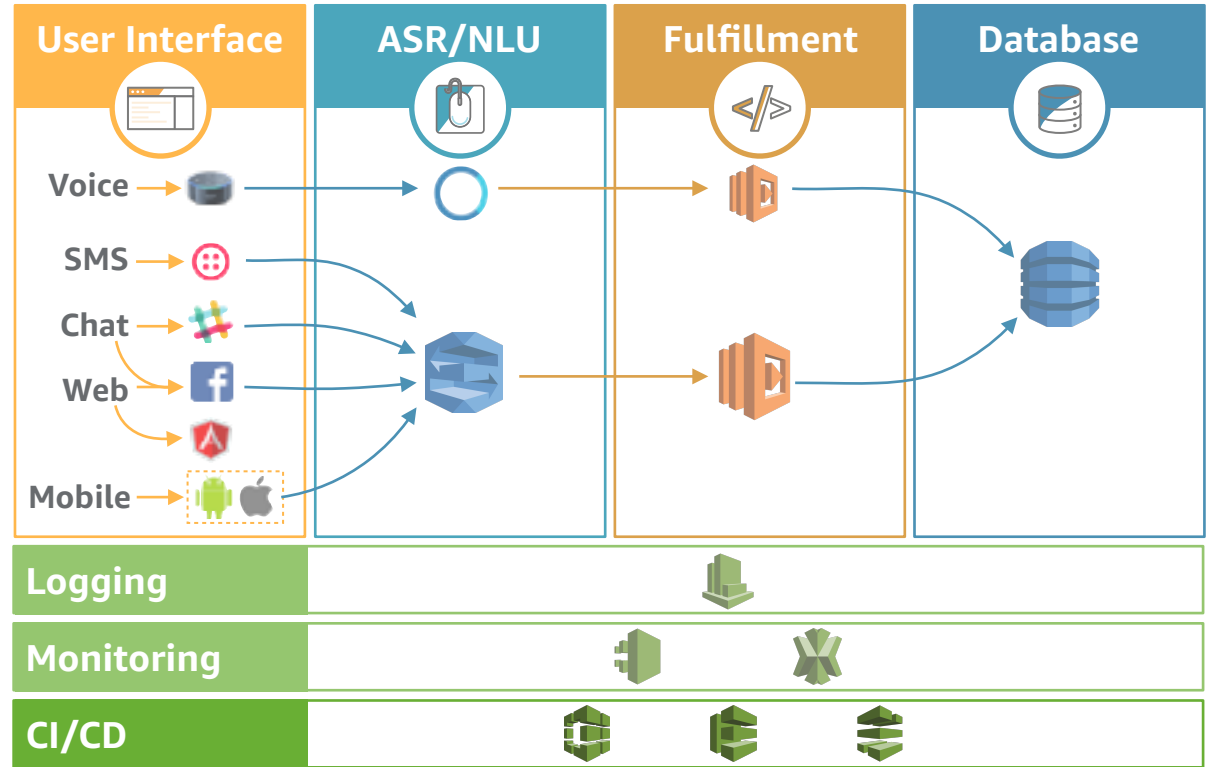 User Interface
ASR/NLU
Fulfillment
Database
Voice
SMS
Chat
Web
Mobile
Logging
Monitoring
CI/CD